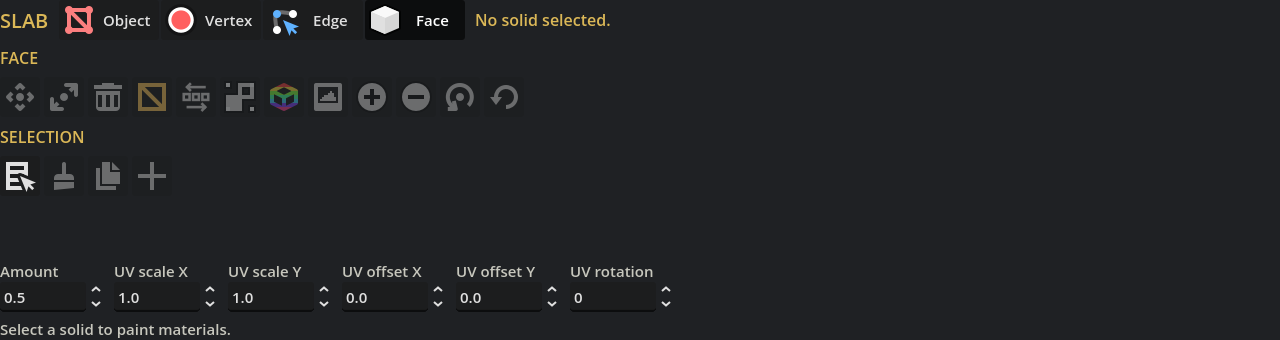 SLAB Object Vertex Edge Face No solid selected.
FACE
SELECTION
Amount UV scale X UV scale Y UV offset X UV offset Y UV rotation
0.5 1.0 1.0 0.0 0.0 0
Select a solid to paint materials.